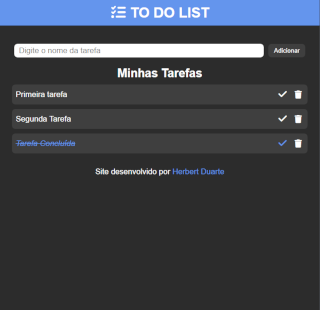 TO DO LIST
Digite o nome da tarefa
Adicionar
Minhas Tarefas
Primeira tarefa
Segunda Tarefa
Tarefa Concluída
Site desenvolvido por Herbert Duarte